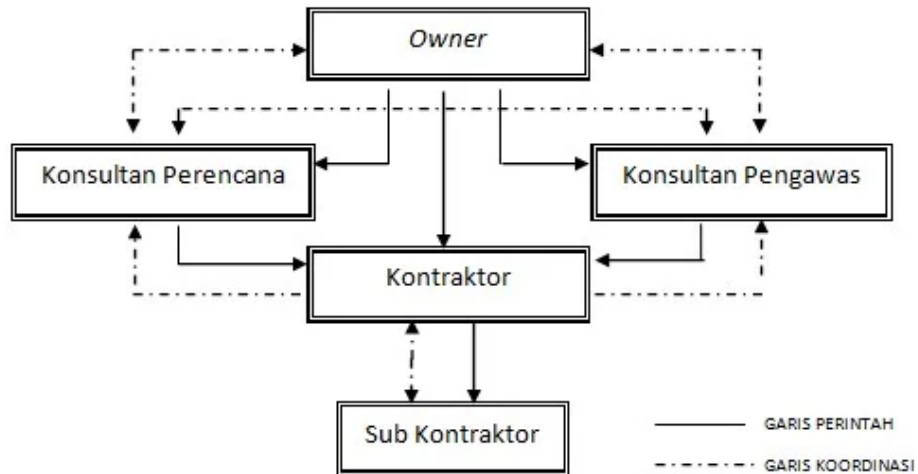 Owner
Konsultan Perencana
Konsultan Pengawas
Kontraktor
Sub Kontraktor
GARIS PERINTAH
GARIS KOORDINASI